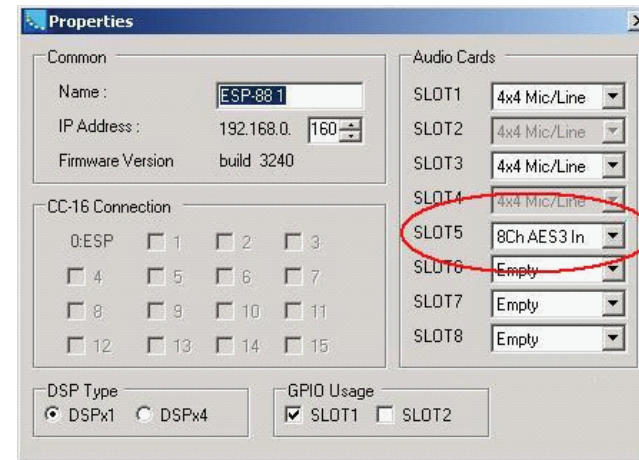 Properties
Common
Name :
ESP-88 1
IP Address :
192.168.0. 160
Firmware Version
build 3240
CC-16 Connection
0:ESP 1 2 3
4 5 6 7
8 9 10 11
12 13 14 15
DSP Type
DSPx1 DSPx4
GPIO Usage
SLOT1 SLOT2
Audio Cards
SLOT1 4x4 Mic/Line
SLOT2 4x4 Mic/Line
SLOT3 4x4 Mic/Line
SLOT4 4x4 Mic/Line
SLOT5 8Ch AES3 In
SLOT6 Empty
SLOT7 Empty
SLOT8 Empty